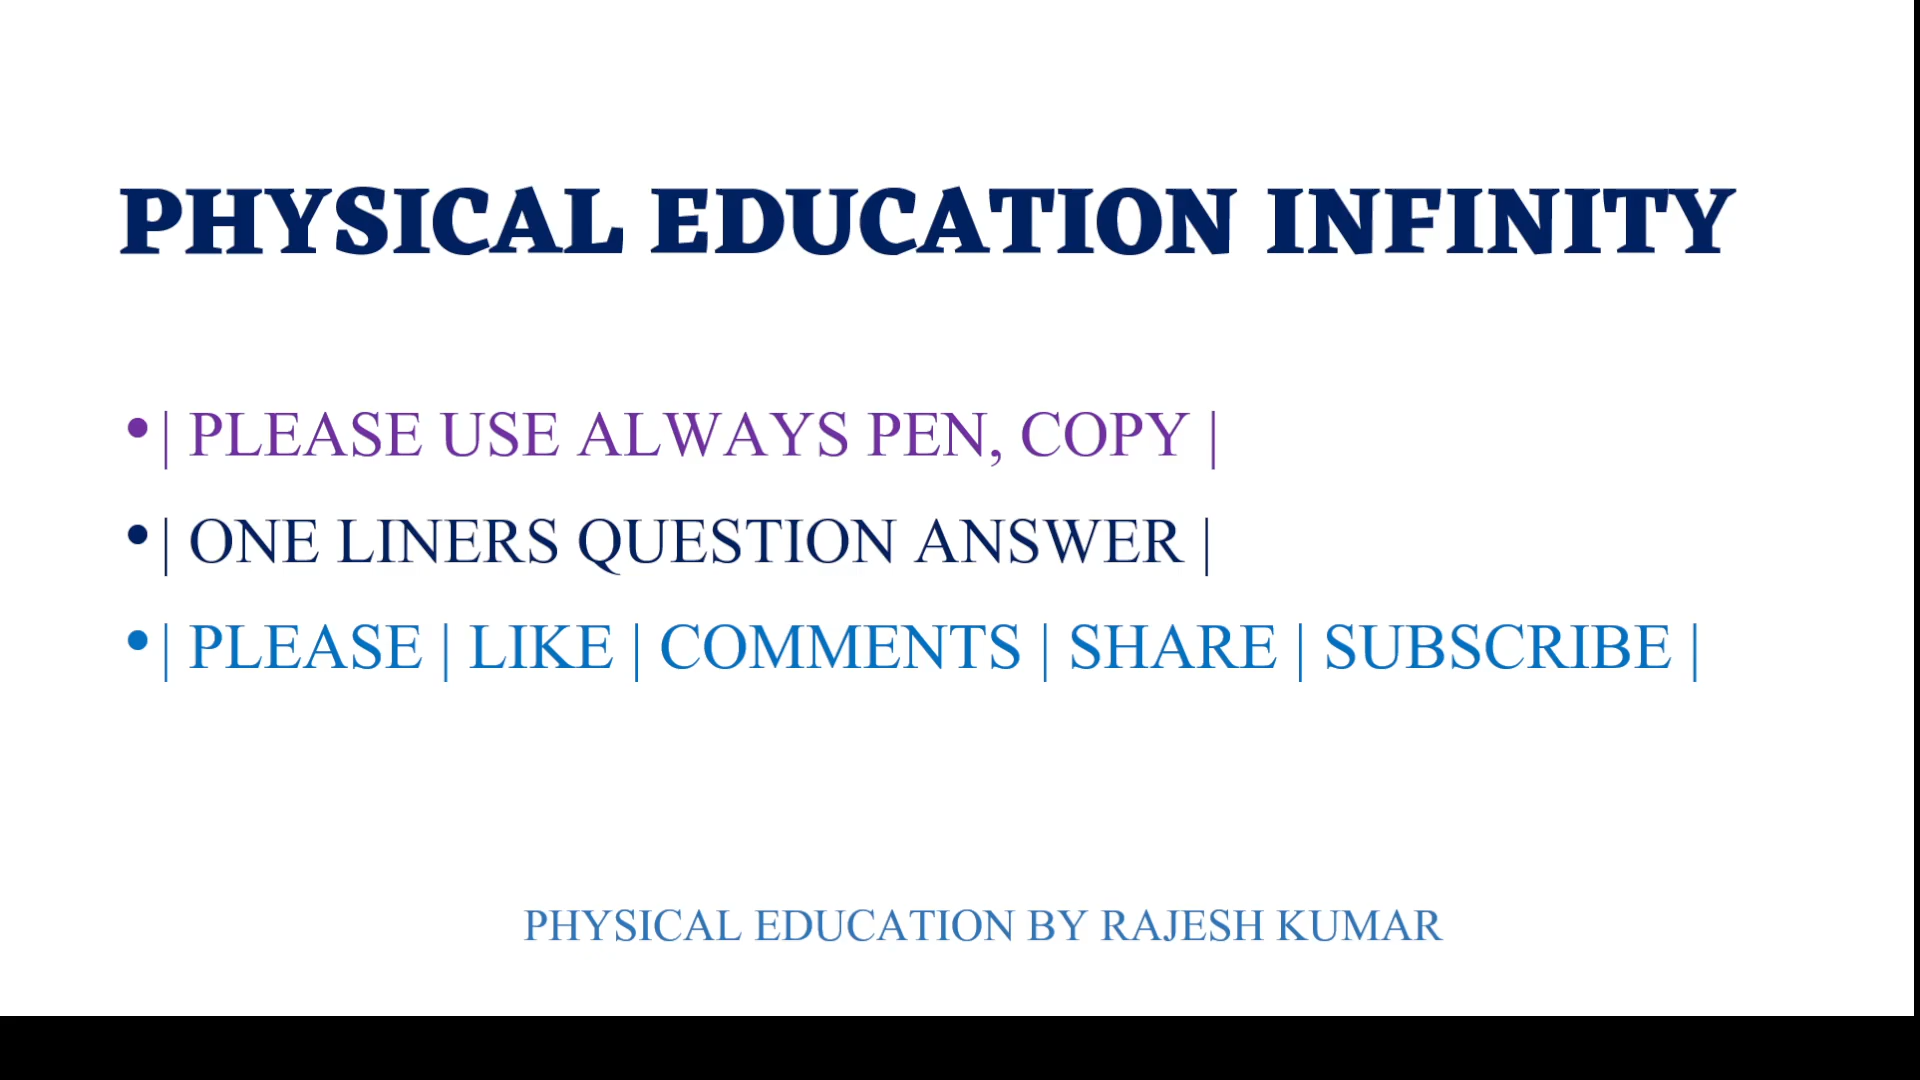 PHYSICAL EDUCATION INFINITY
•| PLEASE USE ALWAYS PEN, COPY |
•| ONE LINERS QUESTION ANSWER |
•| PLEASE | LIKE | COMMENTS | SHARE | SUBSCRIBE |
PHYSICAL EDUCATION BY RAJESH KUMAR